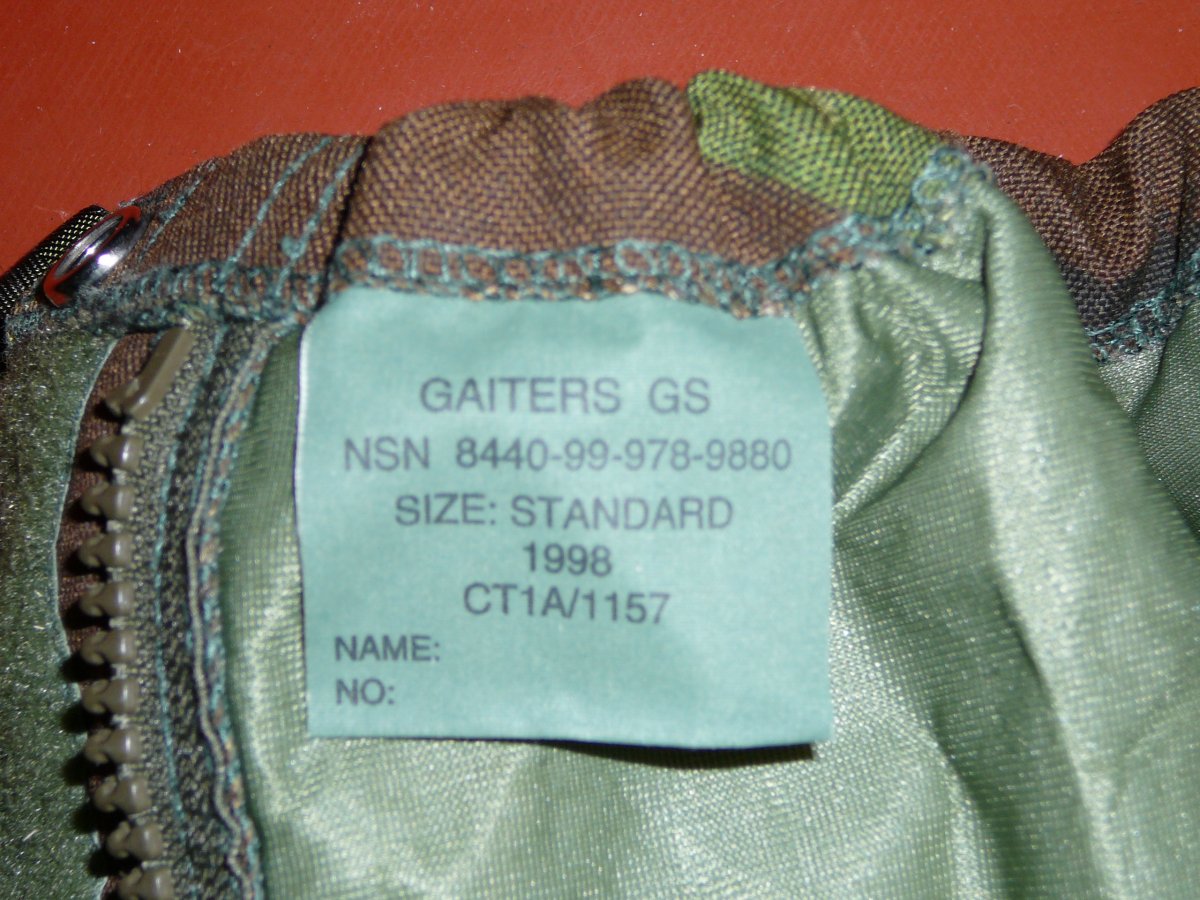 GAITERS GS
NSN 8440-99-978-9880
SIZE: STANDARD
1998
CT1A/1157
NAME:
NO: